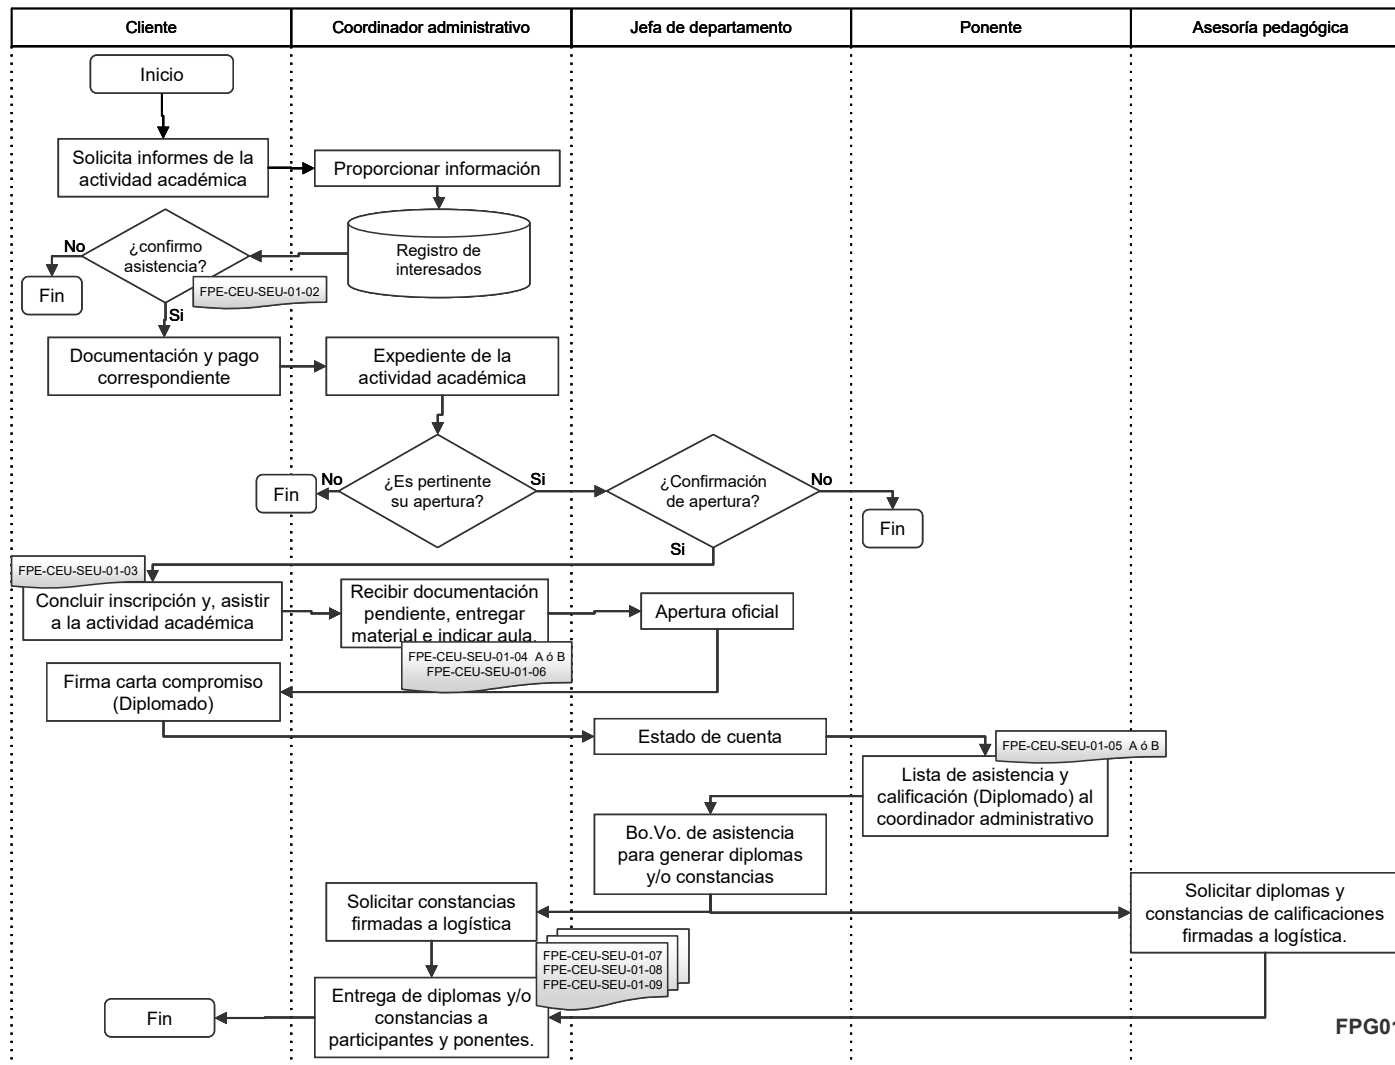 Cliente
Coordinador administrativo
Jefa de departamento
Ponente
Asesoría pedagógica
Inicio
Solicita informes de la
actividad académica
Proporcionar información
Registro de
interesados
¿confirmo
asistencia?
No
Fin
FPE-CEU-SEU-01-02
Si
Documentación y pago
correspondiente
Expediente de la
actividad académica
¿Es pertinente
su apertura?
No
Fin
Si
¿Confirmación
de apertura?
No
Fin
Si
FPE-CEU-SEU-01-03
Concluir inscripción y, asistir
a la actividad académica
Recibir documentación
pendiente, entregar
material e indicar aula.
FPE-CEU-SEU-01-04 A ó B
FPE-CEU-SEU-01-06
Apertura oficial
Firma carta compromiso
(Diplomado)
Estado de cuenta
FPE-CEU-SEU-01-05 A ó B
Lista de asistencia y
calificación (Diplomado) al
coordinador administrativo
Bo.Vo. de asistencia
para generar diplomas
y/o constancias
Solicitar constancias
firmadas a logística
Solicitar diplomas y
constancias de calificaciones
firmadas a logística.
FPE-CEU-SEU-01-07
FPE-CEU-SEU-01-08
FPE-CEU-SEU-01-09
Entrega de diplomas y/o
constancias a
participantes y ponentes.
Fin
FPG01